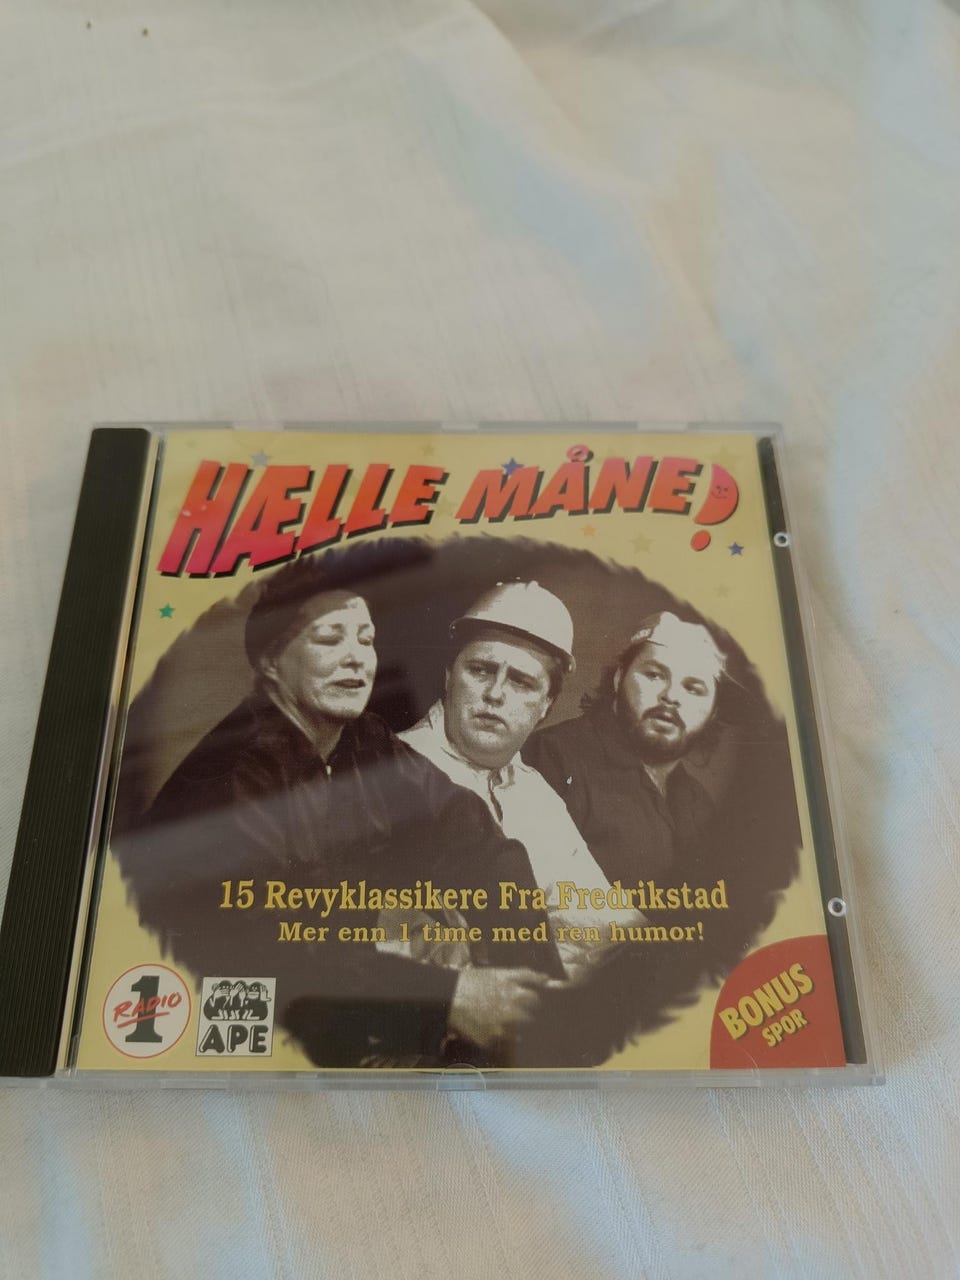 HÆLLE MÅNE!
15 Revyklassikere Fra Fredrikstad
Mer enn 1 time med ren humor!
RADIO 1
APE
BONUS
SPOR